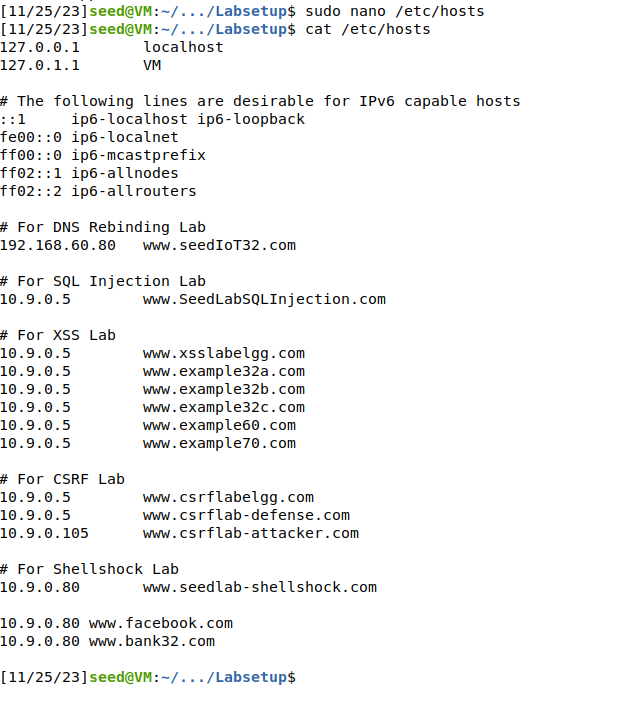 [11/25/23]seed@VM:~/.../Labsetup$ sudo nano /etc/hosts
[11/25/23]seed@VM:~/.../Labsetup$ cat /etc/hosts
127.0.0.1       localhost
127.0.1.1       VM

# The following lines are desirable for IPv6 capable hosts
::1     ip6-localhost ip6-loopback
fe00::0 ip6-localnet
ff00::0 ip6-mcastprefix
ff02::1 ip6-allnodes
ff02::2 ip6-allrouters

# For DNS Rebinding Lab
192.168.60.80   www.seedIoT32.com

# For SQL Injection Lab
10.9.0.5        www.SeedLabSQLInjection.com

# For XSS Lab
10.9.0.5        www.xsslabelgg.com
10.9.0.5        www.example32a.com
10.9.0.5        www.example32b.com
10.9.0.5        www.example32c.com
10.9.0.5        www.example60.com
10.9.0.5        www.example70.com

# For CSRF Lab
10.9.0.5        www.csrflabelgg.com
10.9.0.5        www.csrflab-defense.com
10.9.0.105      www.csrflab-attacker.com

# For Shellshock Lab
10.9.0.80       www.seedlab-shellshock.com

10.9.0.80 www.facebook.com
10.9.0.80 www.bank32.com

[11/25/23]seed@VM:~/.../Labsetup$